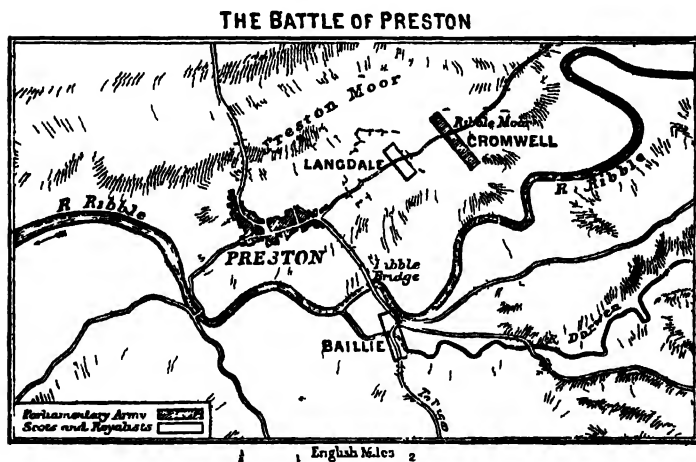 THE BATTLE OF PRESTON
Preston Moor
Ribble Moor
CROMWELL
LANGDALE
R Ribble
R. Ribble
PRESTON
Ribble
Bridge
Darwen
BAILLIE
Parliamentary Army
Scots and Royalists
English Miles 2